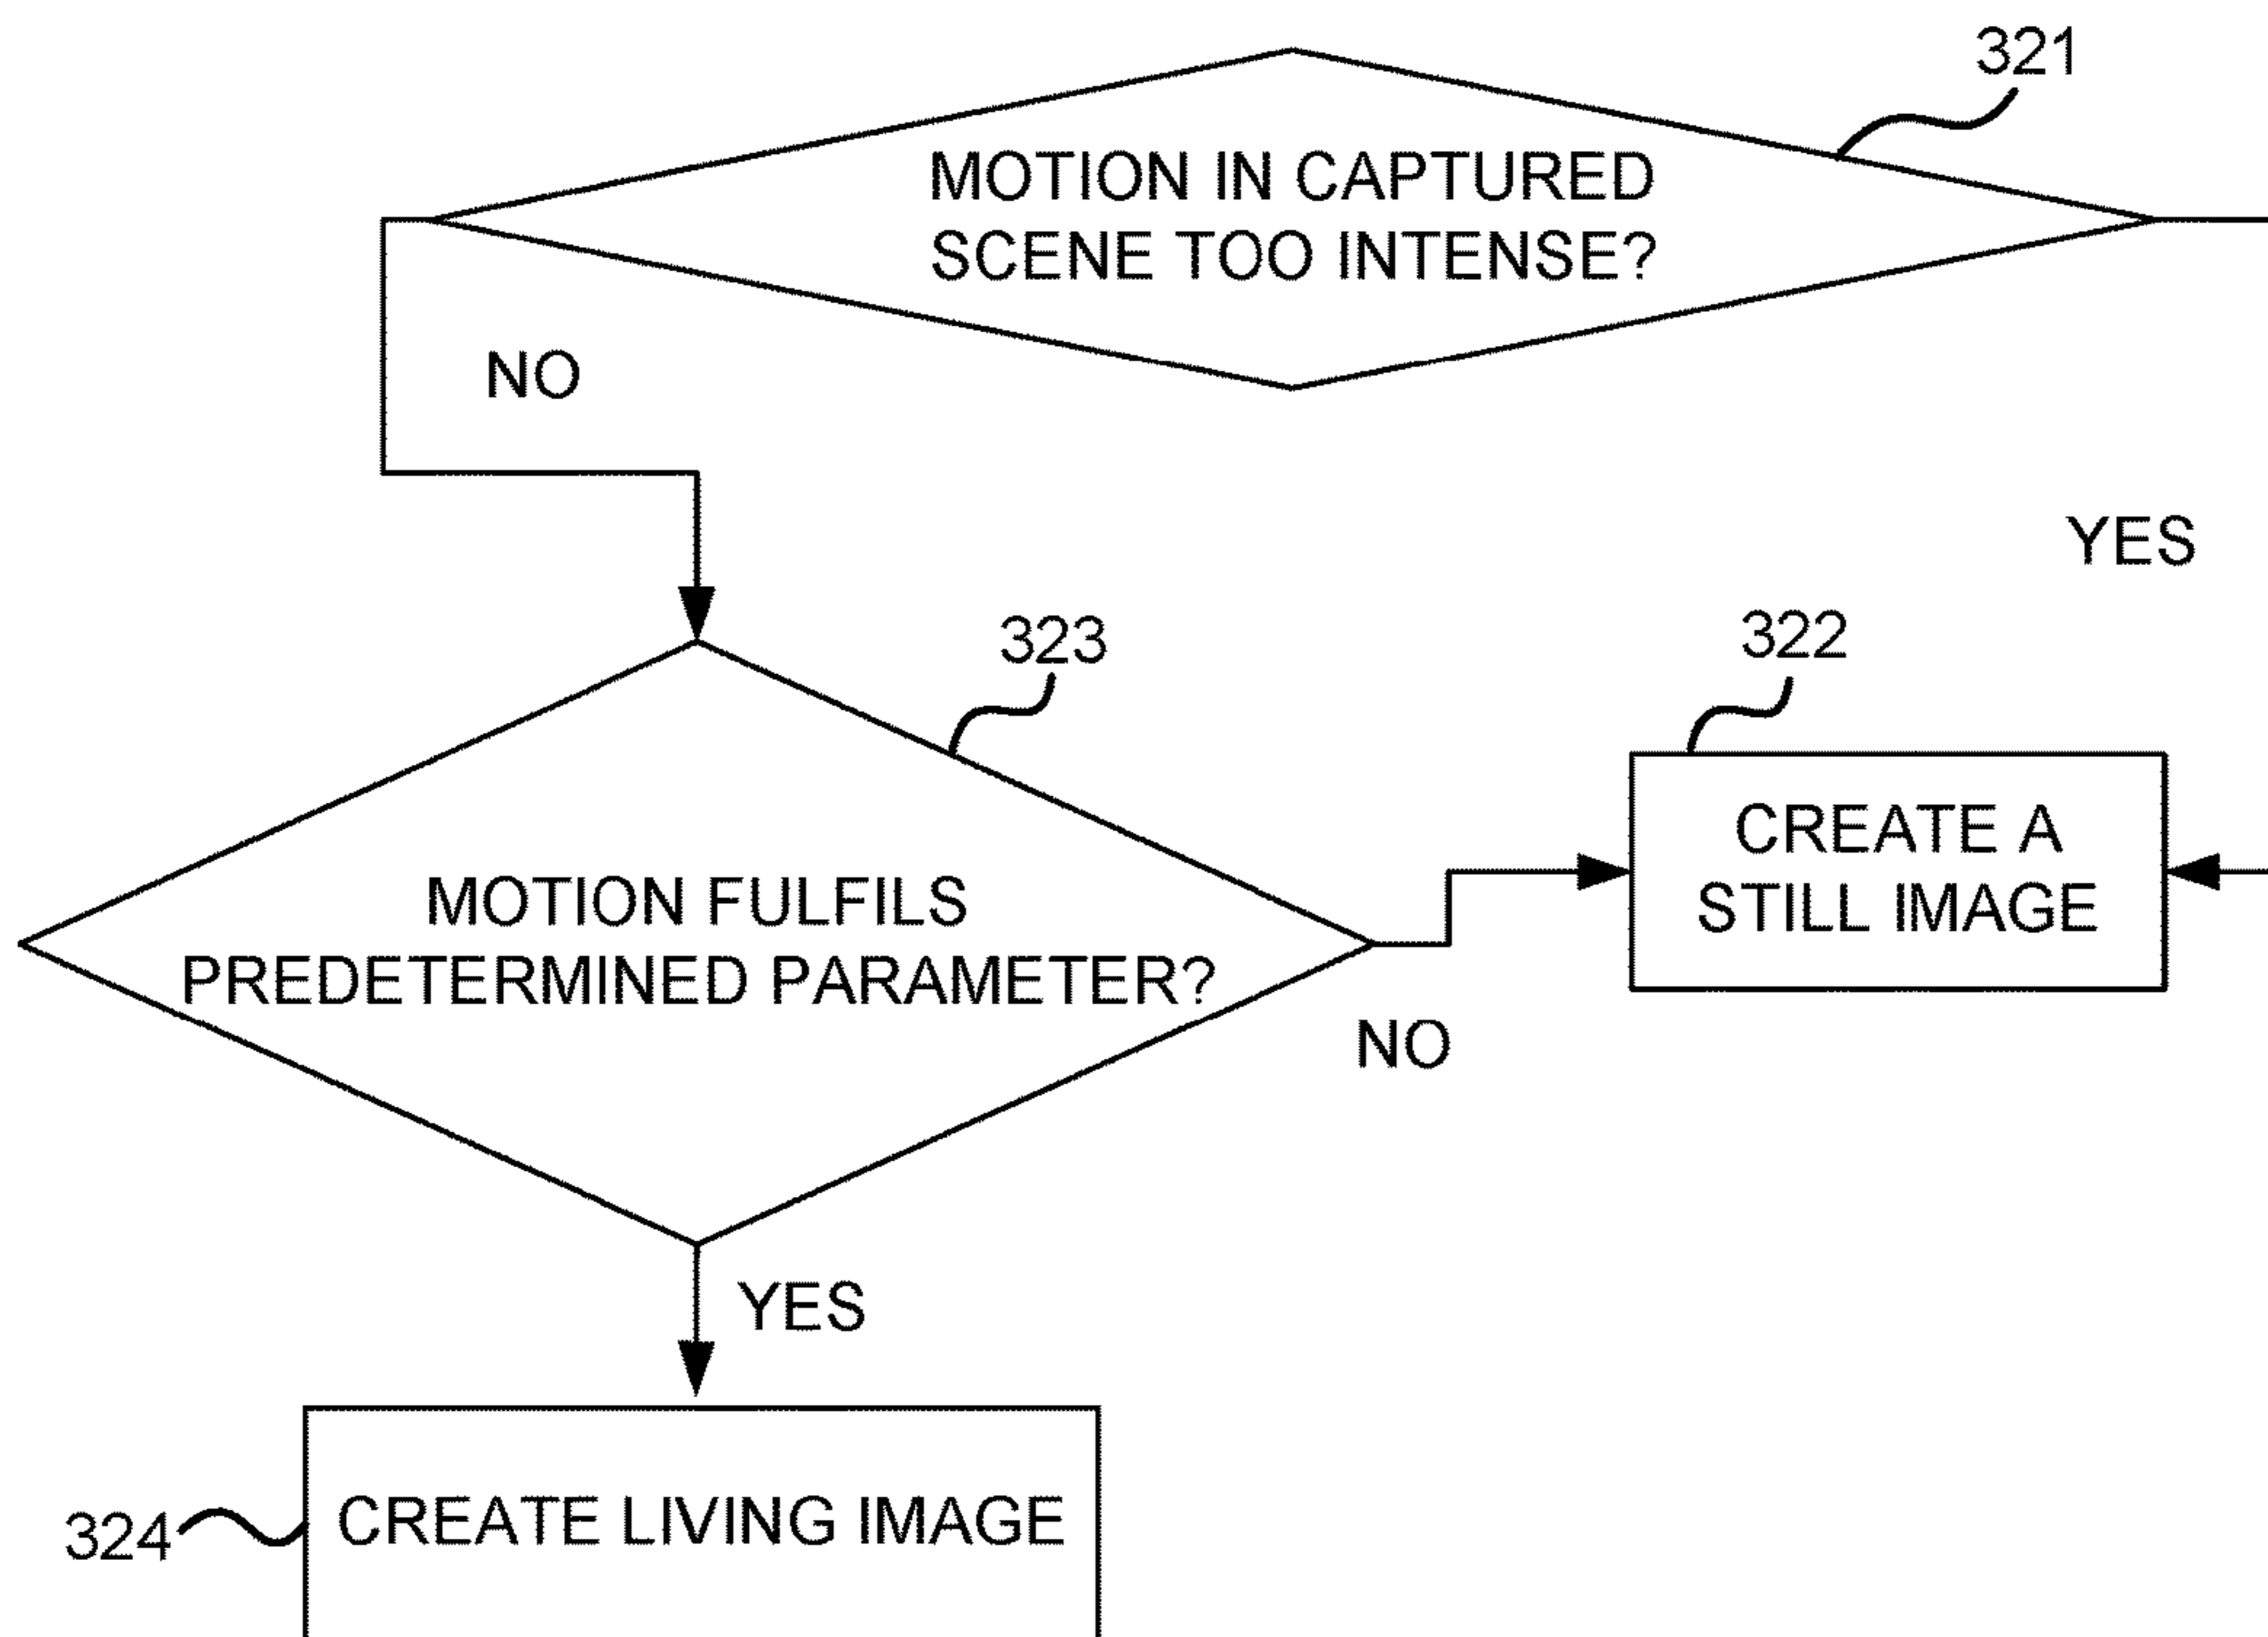 321
MOTION IN CAPTURED
SCENE TOO INTENSE?
NO
YES
323
322
CREATE A
STILL IMAGE
MOTION FULFILS
PREDETERMINED PARAMETER?
NO
YES
324
CREATE LIVING IMAGE